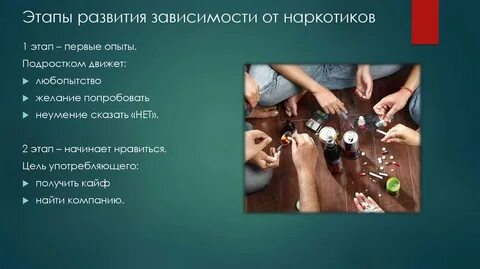 Этапы развития зависимости от наркотиков
1 этап – первые опыты.
Подростком движет:
любопытство
желание попробовать
неумение сказать «НЕТ».
2 этап – начинает нравиться.
Цель употребляющего:
получить кайф
найти компанию.